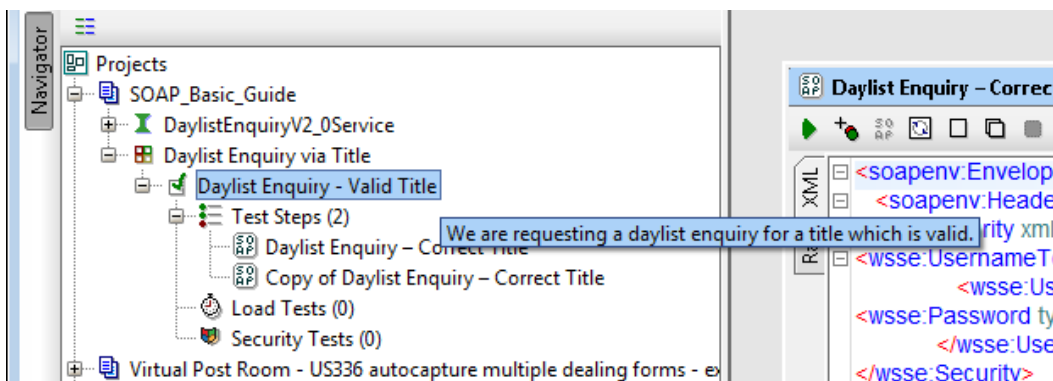 Navigator
Projects
SOAP_Basic_Guide
DaylistEnquiryV2_0Service
Daylist Enquiry via Title
Daylist Enquiry - Valid Title
Test Steps (2)
We are requesting a daylist enquiry for a title which is valid.
Daylist Enquiry – Correct Title
Copy of Daylist Enquiry – Correct Title
Load Tests (0)
Security Tests (0)
Virtual Post Room - US336 autocapture multiple dealing forms - ex
Daylist Enquiry – Correc
XML
Ra
<soapenv:Envelop
<soapenv:Heade
rity xml
<wsse:UsernameTo
<wsse:Us
<wsse:Password ty
</wsse:Use
</wsse:Security>